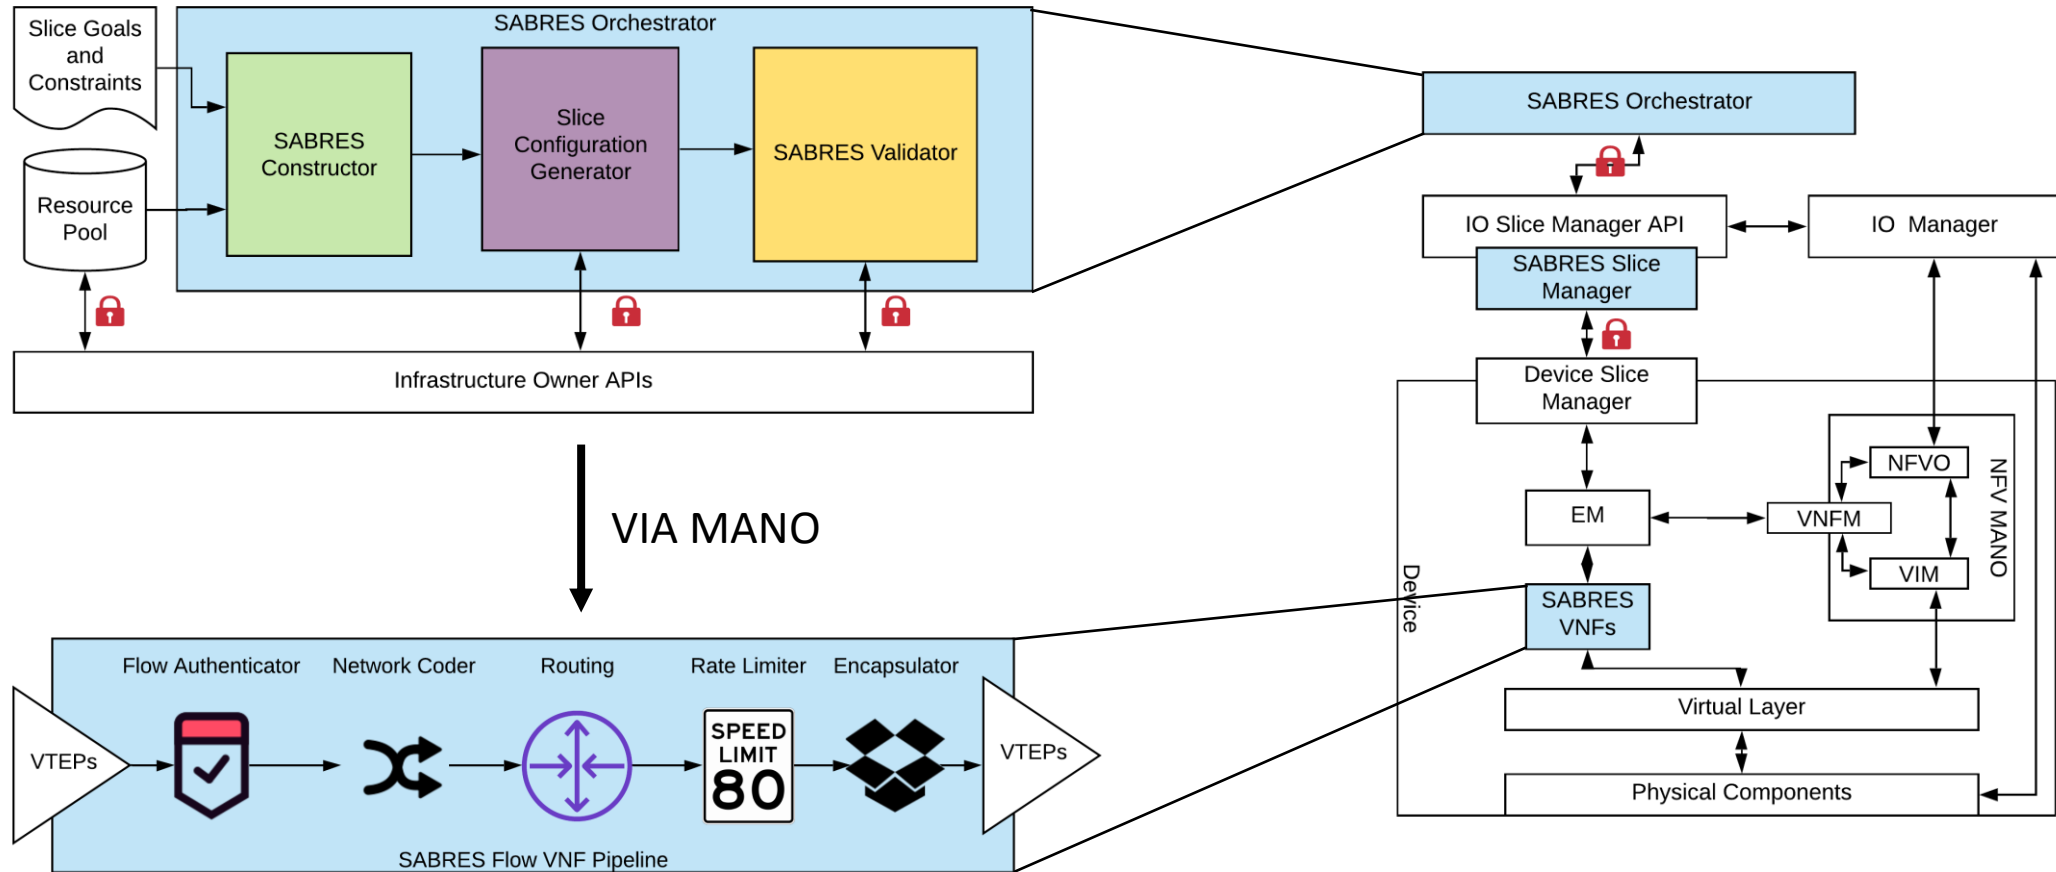 Slice Goals
and
Constraints
SABRES Orchestrator
SABRES
Constructor
Slice
Configuration
Generator
SABRES Validator
Resource
Pool
Infrastructure Owner APIs
VIA MANO
Flow Authenticator
Network Coder
Routing
Rate Limiter
Encapsulator
VTEPs
SPEED
LIMIT
80
VTEPs
SABRES Flow VNF Pipeline
SABRES Orchestrator
IO Slice Manager API
IO Manager
SABRES Slice
Manager
Device Slice
Manager
Device
EM
VNFM
NFVO
VIM
NFV MANO
SABRES
VNFs
Virtual Layer
Physical Components